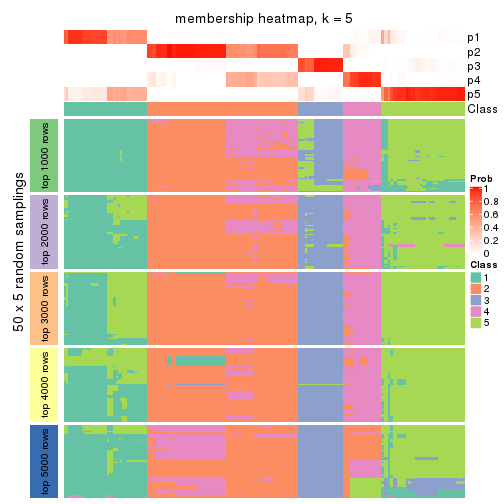 membership heatmap, k = 5
p1
p2
p3
p4
p5
Class
50 x 5 random samplings
top 1000 rows
top 2000 rows
top 3000 rows
top 4000 rows
top 5000 rows
Prob
1
0.8
0.6
0.4
0.2
0
Class
1
2
3
4
5